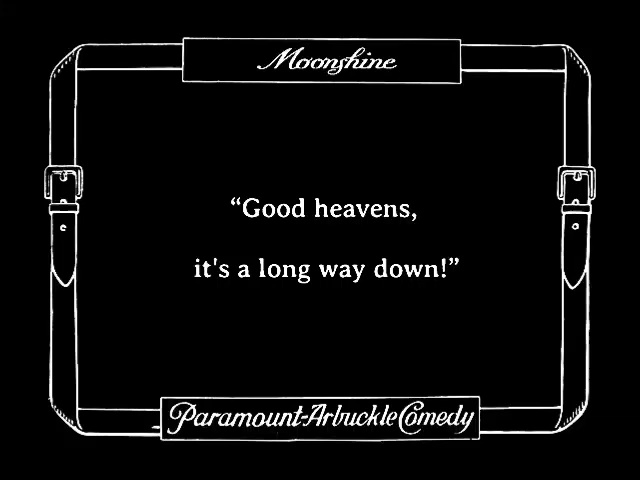 Moonshine
“Good heavens,
it's a long way down!”
Paramount-Arbuckle Comedy